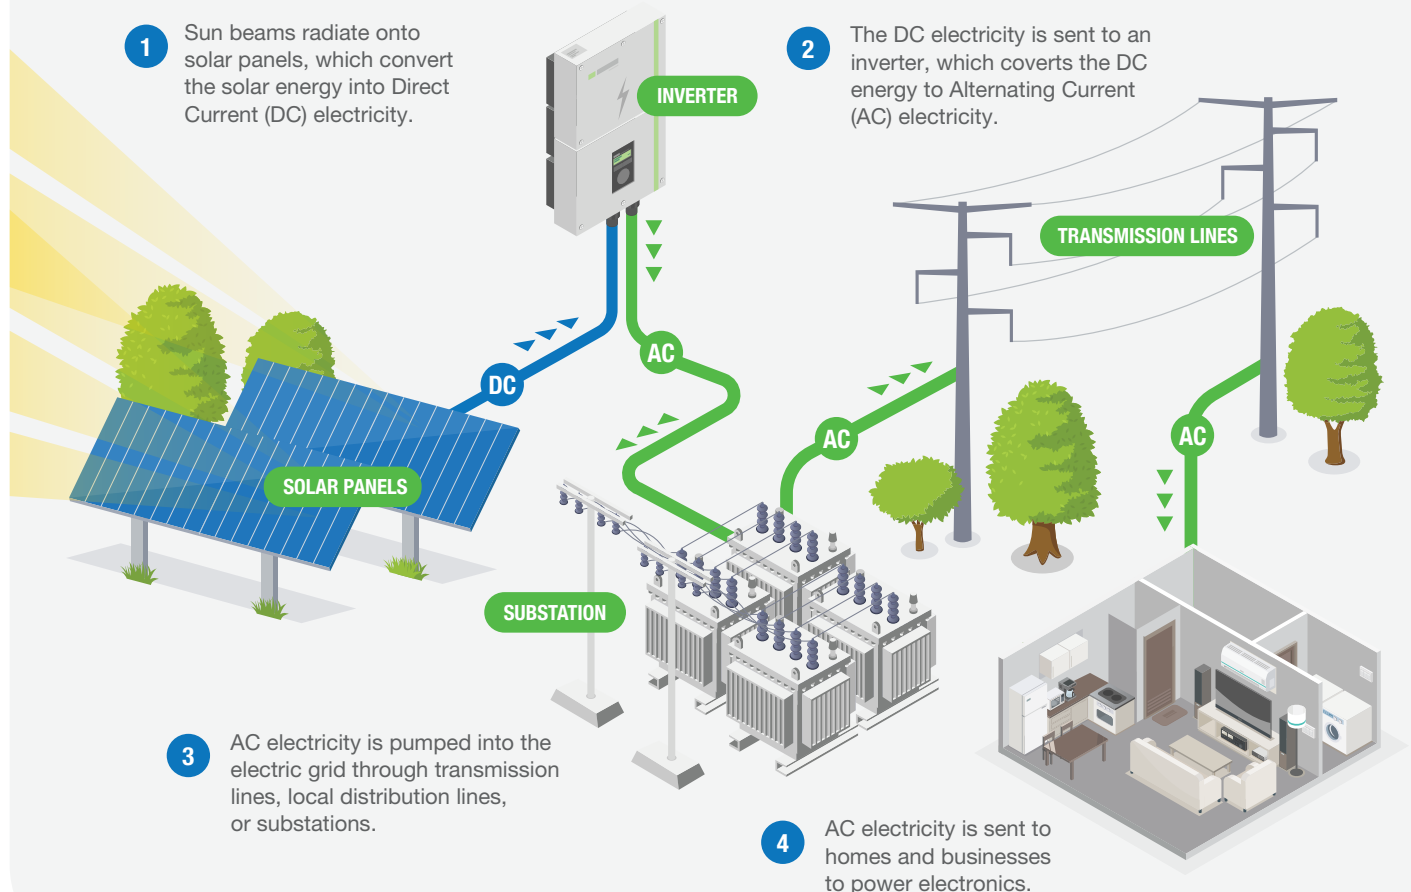 1
Sun beams radiate onto
solar panels, which convert
the solar energy into Direct
Current (DC) electricity.
INVERTER
2
The DC electricity is sent to an
inverter, which coverts the DC
energy to Alternating Current
(AC) electricity.
TRANSMISSION LINES
AC
DC
AC
AC
SOLAR PANELS
SUBSTATION
3
AC electricity is pumped into the
electric grid through transmission
lines, local distribution lines,
or substations.
4
AC electricity is sent to
homes and businesses
to power electronics.